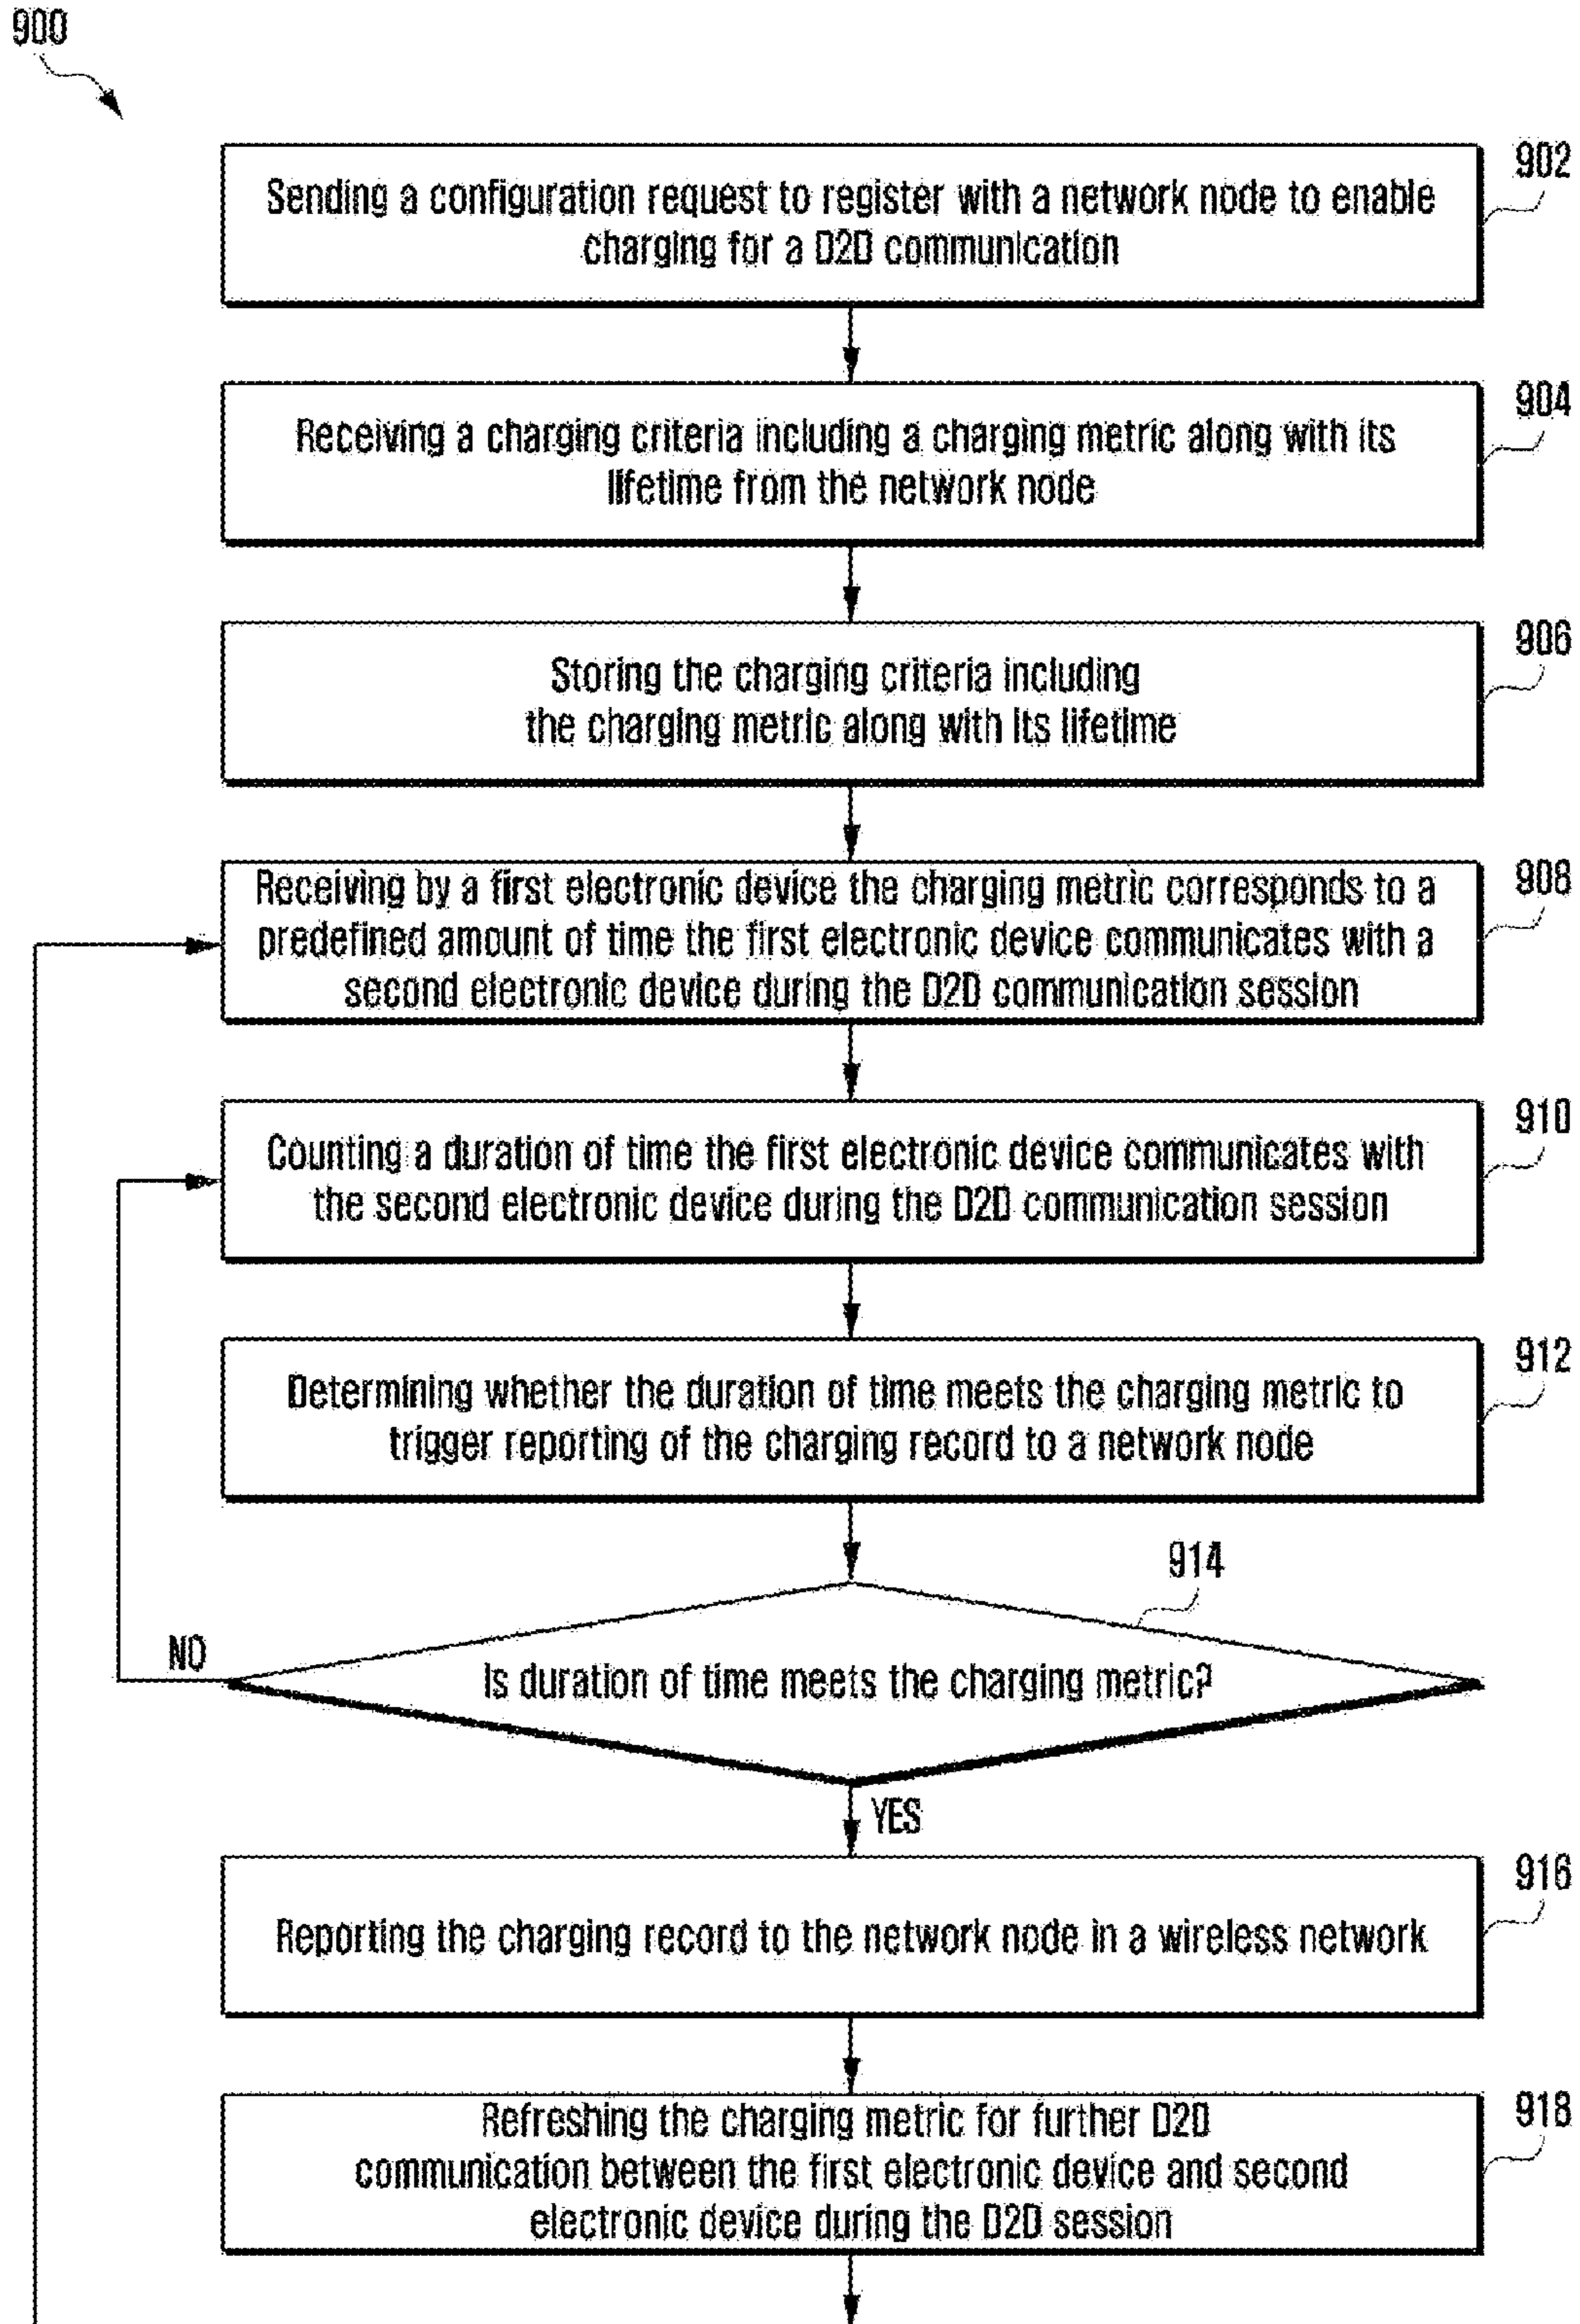 900
902
Sending a configuration request to register with a network node to enable
charging for a D2D communication
904
Receiving a charging criteria including a charging metric along with its
lifetime from the network node
906
Storing the charging criteria including
the charging metric along with its lifetime
908
Receiving by a first electronic device the charging metric corresponds to a
predefined amount of time the first electronic device communicates with a
second electronic device during the D2D communication session
910
Counting a duration of time the first electronic device communicates with
the second electronic device during the D2D communication session
912
Determining whether the duration of time meets the charging metric to
trigger reporting of the charging record to a network node
914
NO
Is duration of time meets the charging metric?
YES
916
Reporting the charging record to the network node in a wireless network
918
Refreshing the charging metric for further D2D
communication between the first electronic device and second
electronic device during the D2D session